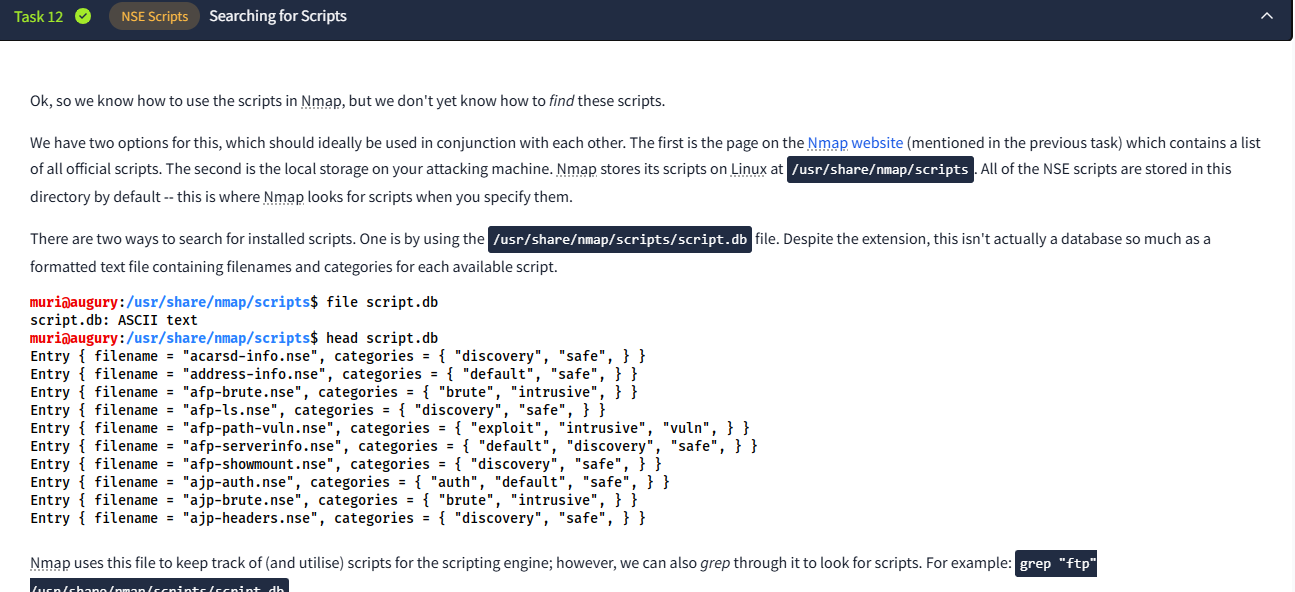 Task 12 NSE Scripts Searching for Scripts
Ok, so we know how to use the scripts in Nmap, but we don't yet know how to find these scripts.
We have two options for this, which should ideally be used in conjunction with each other. The first is the page on the Nmap website (mentioned in the previous task) which contains a list
of all official scripts. The second is the local storage on your attacking machine. Nmap stores its scripts on Linux at /usr/share/nmap/scripts. All of the NSE scripts are stored in this
directory by default -- this is where Nmap looks for scripts when you specify them.
There are two ways to search for installed scripts. One is by using the /usr/share/nmap/scripts/script.db file. Despite the extension, this isn't actually a database so much as a
formatted text file containing filenames and categories for each available script.
muri@augury:/usr/share/nmap/scripts$ file script.db
script.db: ASCII text
muri@augury:/usr/share/nmap/scripts$ head script.db
Entry { filename = "acarsd-info.nse", categories = { "discovery", "safe", } }
Entry { filename = "address-info.nse", categories = { "default", "safe", } }
Entry { filename = "afp-brute.nse", categories = { "brute", "intrusive", } }
Entry { filename = "afp-ls.nse", categories = { "discovery", "safe", } }
Entry { filename = "afp-path-vuln.nse", categories = { "exploit", "intrusive", "vuln", } }
Entry { filename = "afp-serverinfo.nse", categories = { "default", "discovery", "safe", } }
Entry { filename = "afp-showmount.nse", categories = { "discovery", "safe", } }
Entry { filename = "ajp-auth.nse", categories = { "auth", "default", "safe", } }
Entry { filename = "ajp-brute.nse", categories = { "brute", "intrusive", } }
Entry { filename = "ajp-headers.nse", categories = { "discovery", "safe", } }
Nmap uses this file to keep track of (and utilise) scripts for the scripting engine; however, we can also grep through it to look for scripts. For example: grep "ftp"
/usr/share/nmap/scripts/script.db